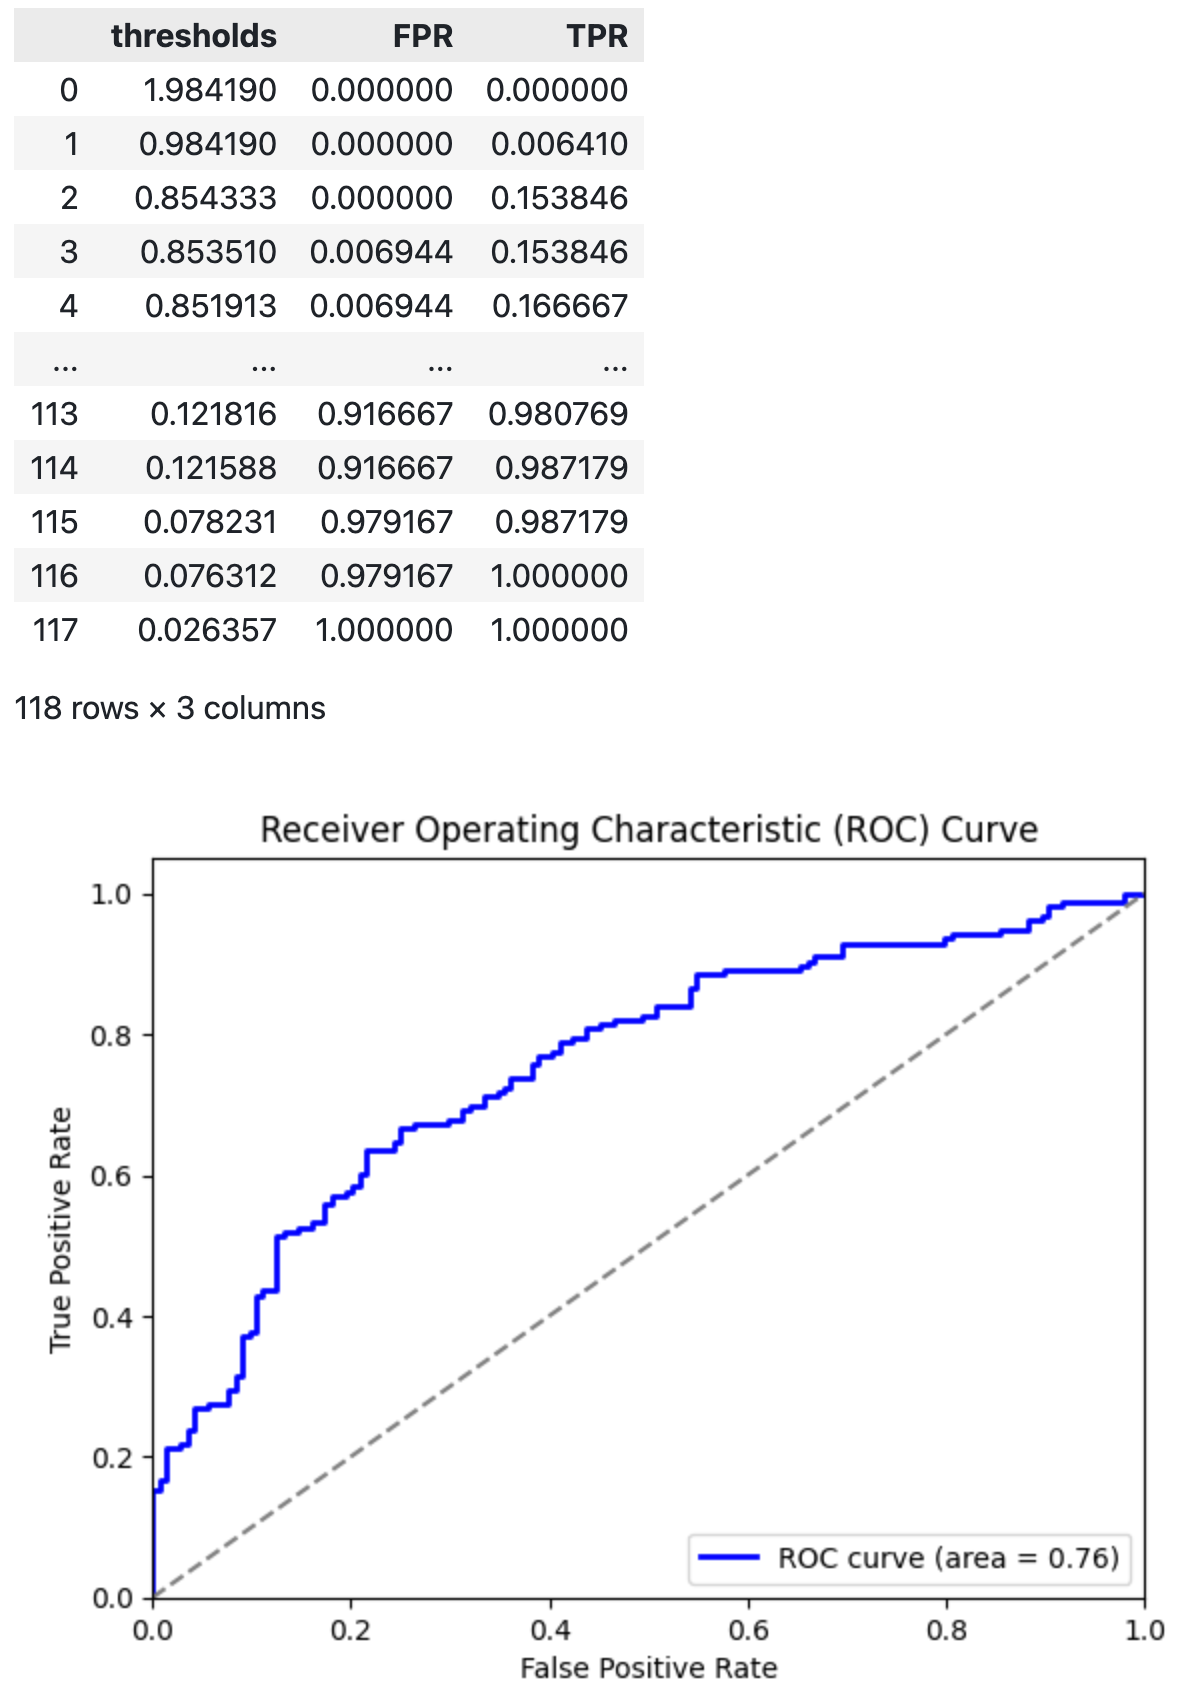 thresholds FPR TPR
0 1.984190 0.000000 0.000000
1 0.984190 0.000000 0.006410
2 0.854333 0.000000 0.153846
3 0.853510 0.006944 0.153846
4 0.851913 0.006944 0.166667
... ... ... ...
113 0.121816 0.916667 0.980769
114 0.121588 0.916667 0.987179
115 0.078231 0.979167 0.987179
116 0.076312 0.979167 1.000000
117 0.026357 1.000000 1.000000
118 rows × 3 columns
Receiver Operating Characteristic (ROC) Curve
1.0
0.8
0.6
0.4
0.2
0.0
True Positive Rate
ROC curve (area = 0.76)
0.0 0.2 0.4 0.6 0.8 1.0
False Positive Rate